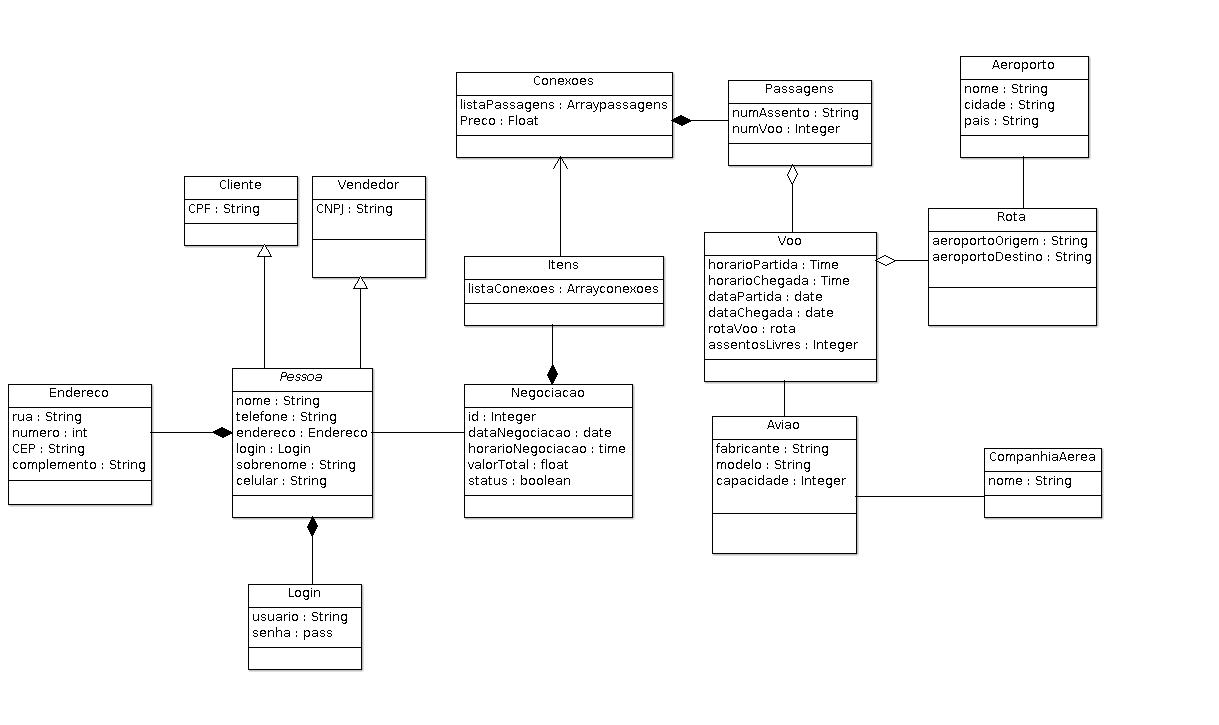 Aeroporto
nome : String
cidade : String
pais : String
Conexoes
listaPassagens : Arraypassagens
Preco : Float
Passagens
numAssento : String
numVoo : Integer
Cliente
CPF : String
Vendedor
CNPJ : String
Rota
aeroportoOrigem : String
aeroportoDestino : String
Voo
horarioPartida : Time
horarioChegada : Time
dataPartida : date
dataChegada : date
rotaVoo : rota
assentosLivres : Integer
Itens
listaConexoes : Arrayconexoes
Pessoa
nome : String
telefone : String
endereco : Endereco
login : Login
sobrenome : String
celular : String
Endereco
rua : String
numero : int
CEP : String
complemento : String
Negociacao
id : Integer
dataNegociacao : date
horarioNegociacao : time
valorTotal : float
status : boolean
Aviao
fabricante : String
modelo : String
capacidade : Integer
CompanhiaAerea
nome : String
Login
usuario : String
senha : pass